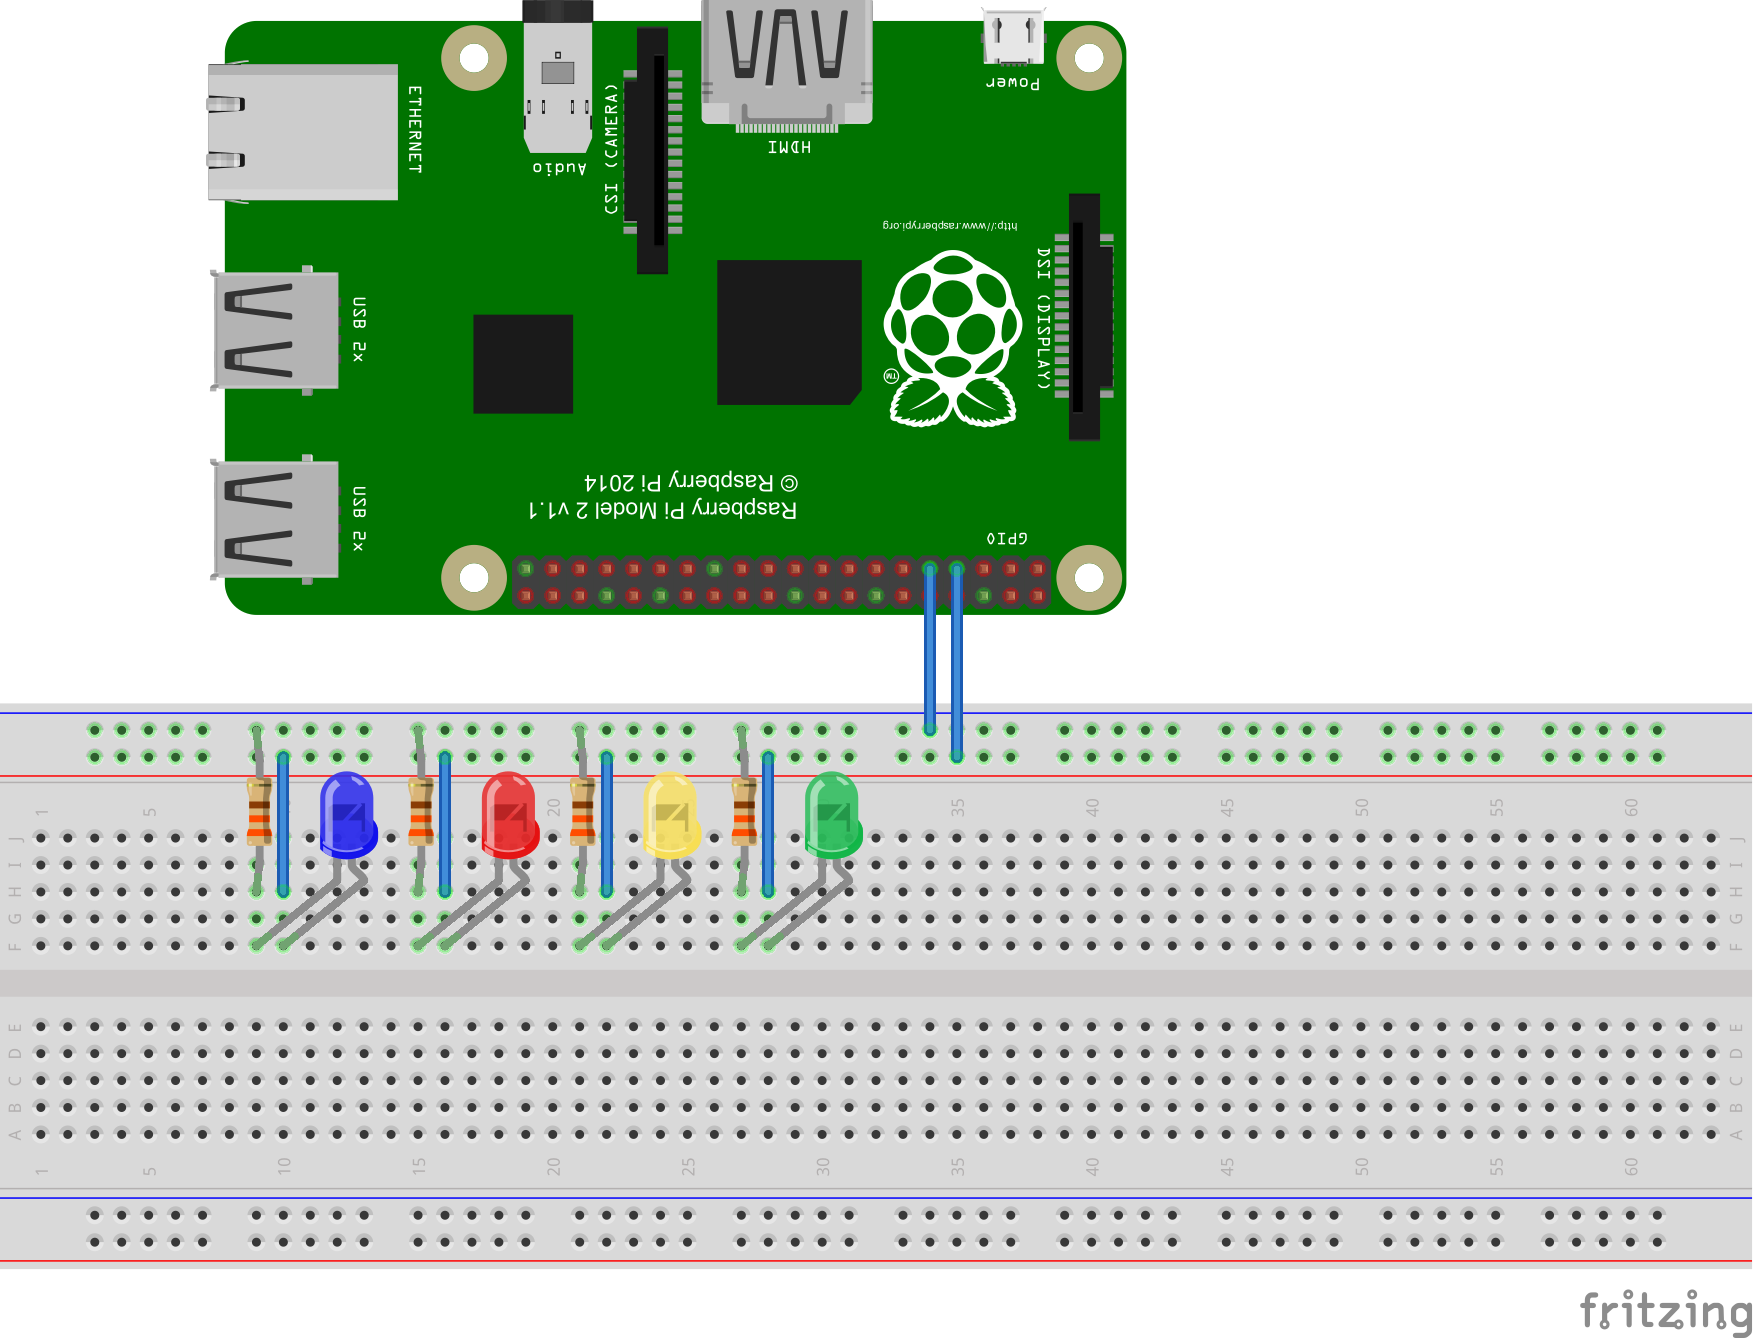 Power
ETHERNET
Audio
CSI (CAMERA)
HDMI
http://www.raspberrypi.org
DSI (DISPLAY)
USB 2x
TM
USB 2x
© Raspberry Pi 2014
Raspberry Pi Model 2 v1.1
GPIO
1 5 20 35 40 45 50 55 60
J J
I I
H H
G G
F F
E E
D D
C C
B B
A A
1 5 10 15 20 25 30 35 40 45 50 55 60
fritzing